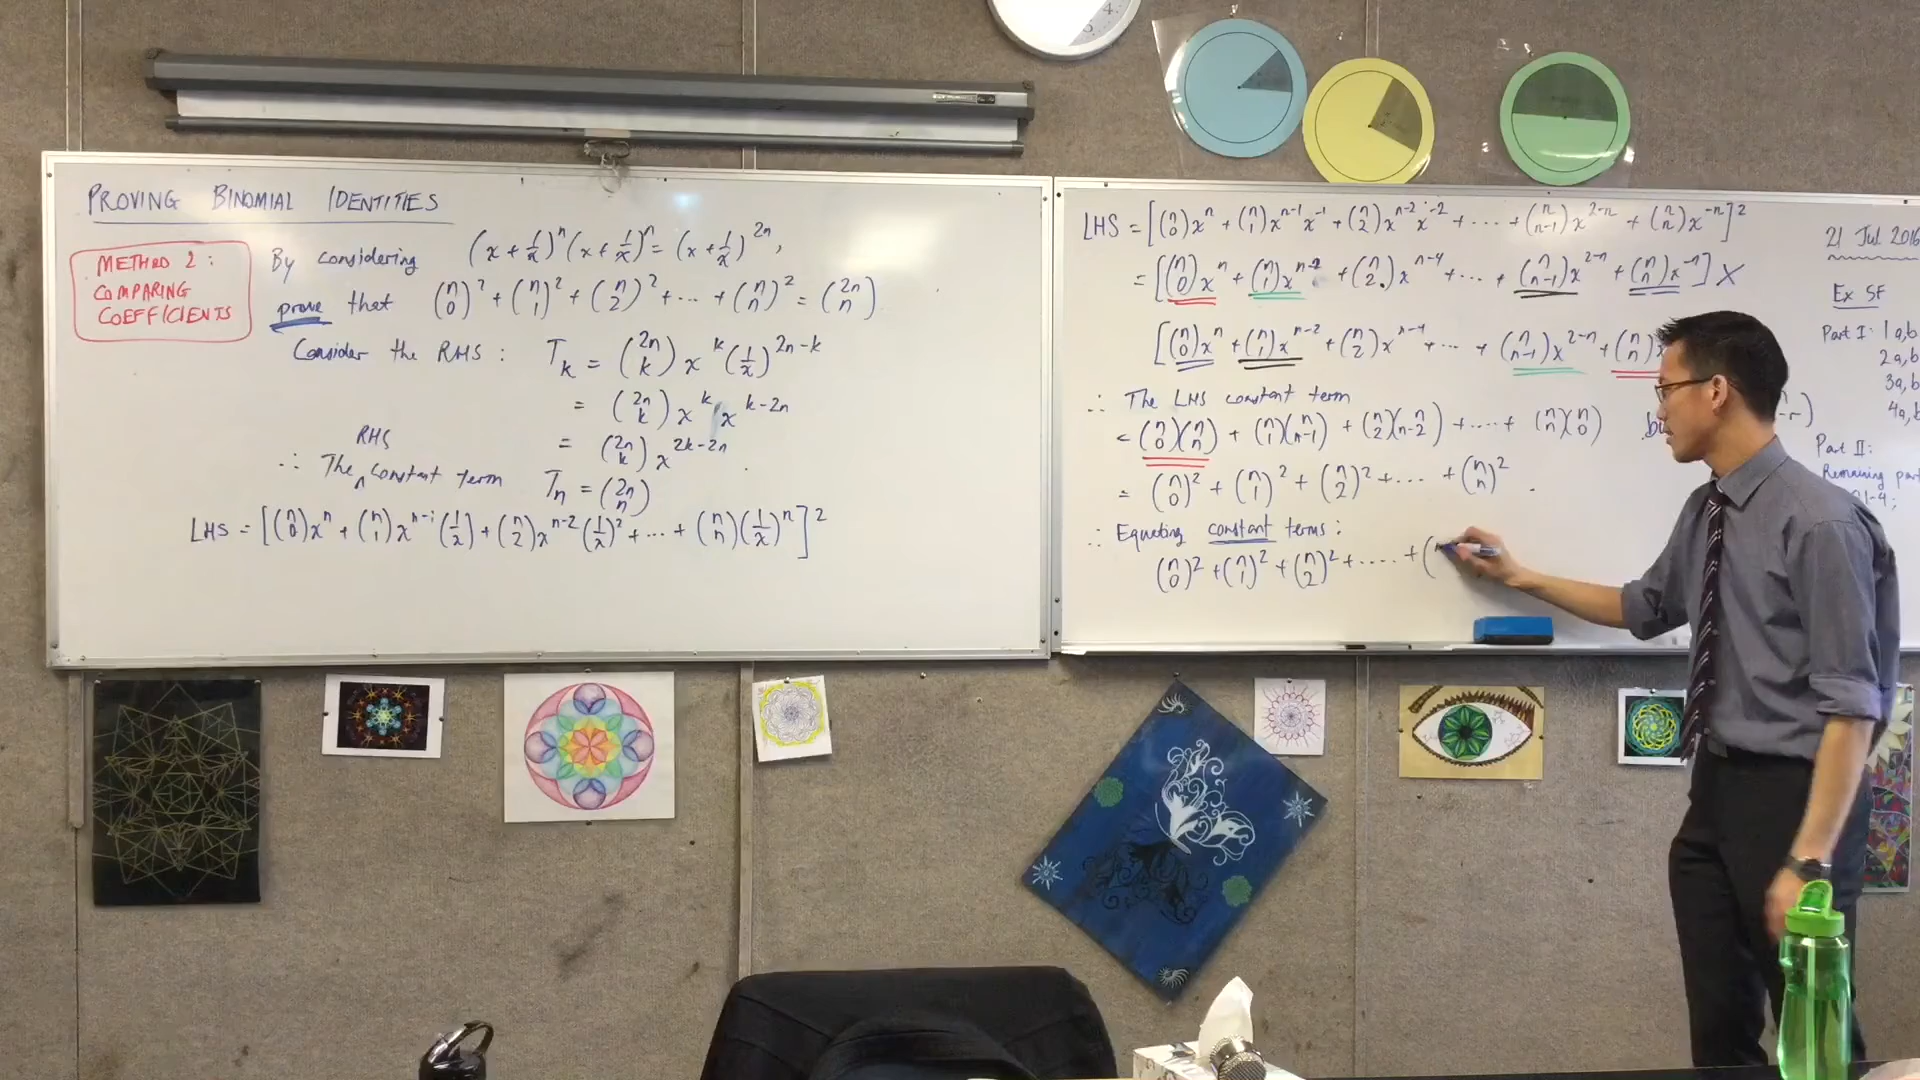 PROVING BINOMIAL IDENTITIES
METHOD 2:
COMPARING
COEFFICIENTS
By considering (x + 1/x)^n (x + 1/x)^n = (x + 1/x)^2n,
prove that (n 0)^2 + (n 1)^2 + (n 2)^2 + ... + (n n)^2 = (2n n)
Consider the RHS : T_k = (2n k) x^k (1/x)^2n-k
= (2n k) x^k x^k-2n
= (2n k) x^2k-2n
∴ The RHS constant term T_n = (2n n)
LHS = [(n 0)x^n + (n 1)x^n-1 (1/x) + (n 2)x^n-2 (1/x)^2 + ... + (n n)(1/x)^n]^2
LHS = [(n 0)x^n + (n 1)x^n-1 x^-1 + (n 2)x^n-2 x^-2 + .... + (n n-1)x^2-n + (n n)x^-n]^2
= [(n 0)x^n + (n 1)x^n-2 + (n 2)x^n-4 + ... + (n n-1)x^2-n + (n n)x^-n] ×
[(n 0)x^n + (n 1)x^n-2 + (n 2)x^n-4 + ... + (n n-1)x^2-n + (n n)x
∴ The LHS constant term
= (n 0)(n n) + (n 1)(n n-1) + (n 2)(n n-2) + .... + (n n)(n 0)
= (n 0)^2 + (n 1)^2 + (n 2)^2 + .... + (n n)^2
∴ Equating constant terms:
(n 0)^2 + (n 1)^2 + (n 2)^2 + .... + (
21 Jul 2016
Ex 5F
Part I: 1a,b
2a,b
3a,b
4a,b
Part II:
Remaining part
1-4;